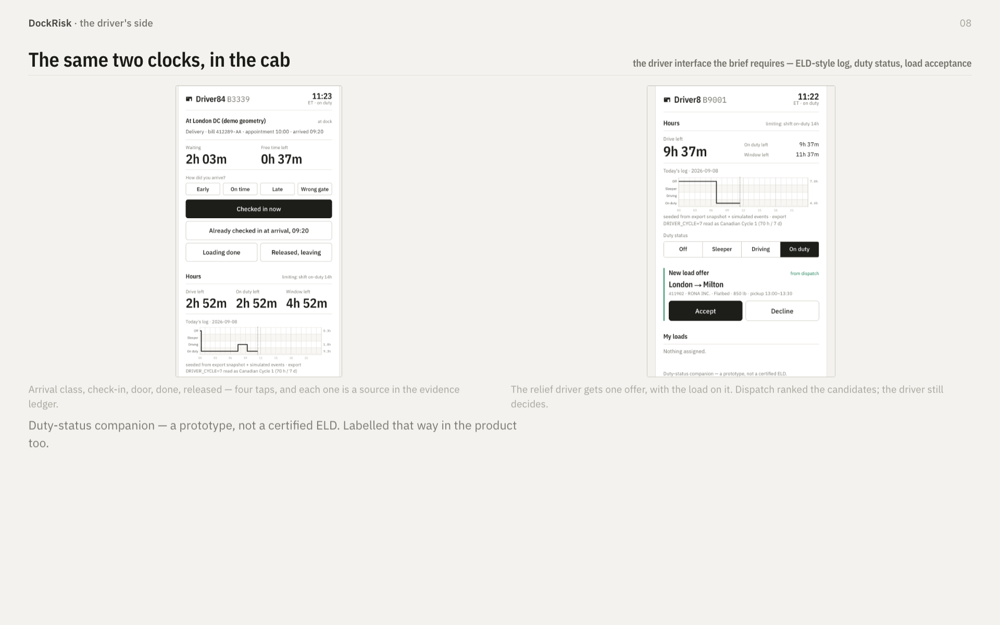 DockRisk · the driver's side
08
The same two clocks, in the cab
the driver interface the brief requires — ELD-style log, duty status, load acceptance
Driver84 B3339
11:23
ET · on duty
At London DC (demo geometry)
at dock
Delivery · bill 412289-AA · appointment 10:00 · arrived 09:20
Waiting
Free time left
2h 03m
0h 37m
How did you arrive?
Early
On time
Late
Wrong gate
Checked in now
Already checked in at arrival, 09:20
Loading done
Released, leaving
Hours
limiting: shift on-duty 14h
Drive left
On duty left
Window left
2h 52m
2h 52m
4h 52m
Today's log · 2026-09-08
Off
0.3h
Sleeper
Driving
1.8h
On duty
9.3h
00 03 06 09 12 15 18 21
seeded from export snapshot + simulated events · export
DRIVER_CYCLE=7 read as Canadian Cycle 1 (70 h / 7 d)
Arrival class, check-in, door, done, released — four taps, and each one is a source in the evidence
ledger.
Driver8 B9001
11:22
ET · on duty
Hours
limiting: shift on-duty 14h
Drive left
9h 37m
On duty left
9h 37m
Window left
11h 37m
Today's log · 2026-09-08
Off
7.0h
Sleeper
Driving
On duty
4.4h
00 03 06 09 12 15 18 21
seeded from export snapshot + simulated events · export
DRIVER_CYCLE=7 read as Canadian Cycle 1 (70 h / 7 d)
Duty status
Off
Sleeper
Driving
On duty
New load offer
from dispatch
London → Milton
411902 · RONA INC. · Flatbed · 850 lb · pickup 13:00–13:30
Accept
Decline
My loads
Nothing assigned.
Duty-status companion — a prototype, not a certified ELD.
The relief driver gets one offer, with the load on it. Dispatch ranked the candidates; the driver still
decides.
Duty-status companion — a prototype, not a certified ELD. Labelled that way in the product
too.